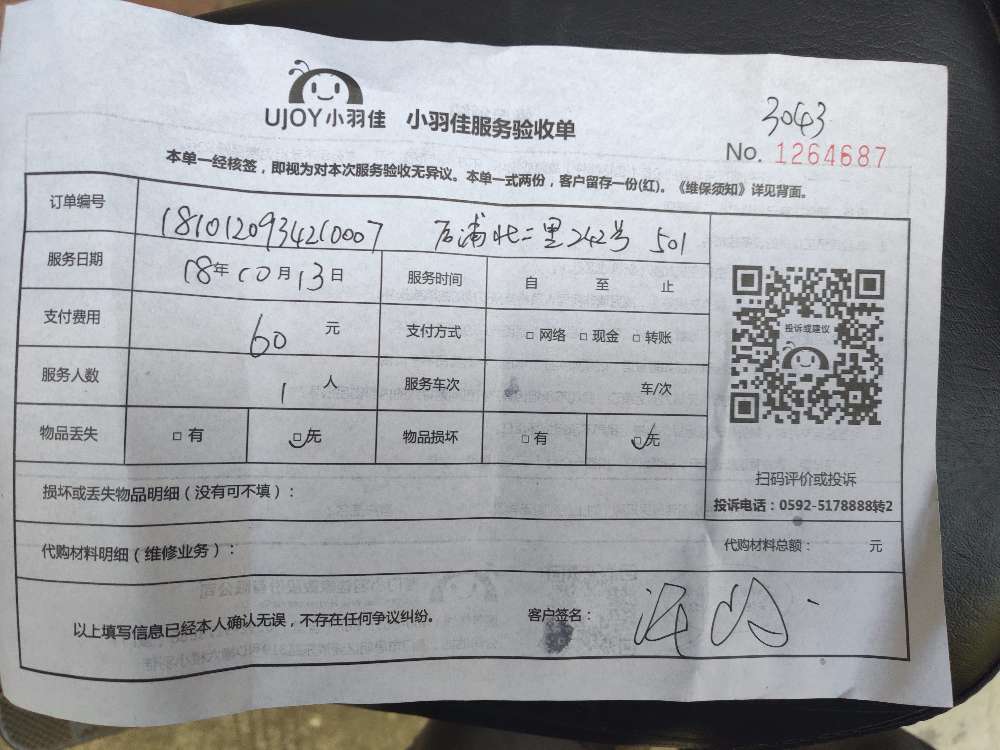 UJOY小羽佳 小羽佳服务验收单
3043
No. 1264687
本单一经核签，即视为对本次服务验收无异议。本单一式两份，客户留存一份(红)。《维保须知》详见背面。
订单编号 1810120934210007 后浦北二里242号 501
服务日期 18年10月13日 服务时间 自 至 止
支付费用 60 元 支付方式 □ 网络 □ 现金 □ 转账
投诉或建议
服务人数 1 人 服务车次 车/次
物品丢失 □ 有 □ 无 物品损坏 □ 有 □ 无
扫码评价或投诉
损坏或丢失物品明细（没有可不填）：
投诉电话：0592-5178888转2
代购材料明细（维修业务）： 代购材料总额： 元
以上填写信息已经本人确认无误，不存在任何争议纠纷。 客户签名：